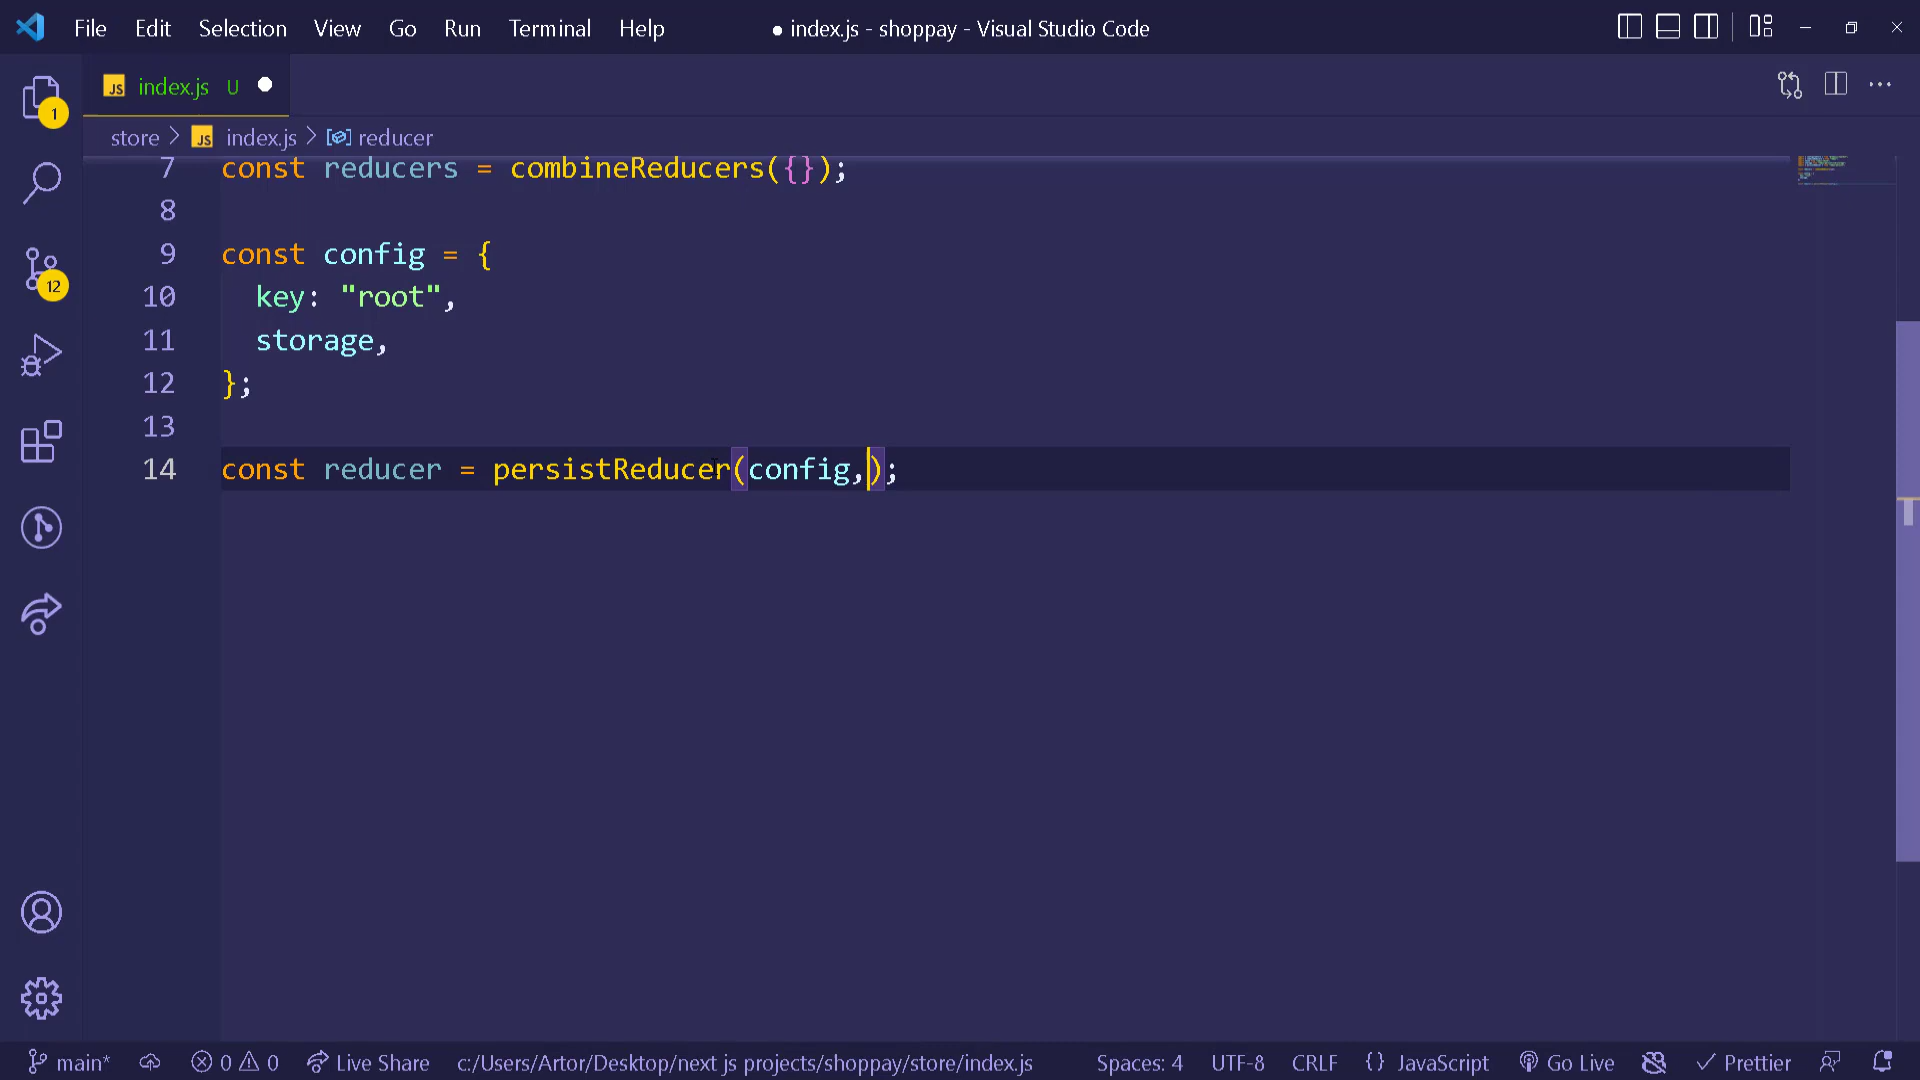 File Edit Selection View Go Run Terminal Help ● index.js - shoppay - Visual Studio Code
JS index.js U
store > JS index.js > reducer
1
12
7 const reducers = combineReducers({});
8
9 const config = {
10 key: "root",
11 storage,
12 };
13
14 const reducer = persistReducer(config,);
main* 0 0 Live Share c:/Users/Artor/Desktop/next js projects/shoppay/store/index.js Spaces: 4 UTF-8 CRLF {} JavaScript Go Live Prettier